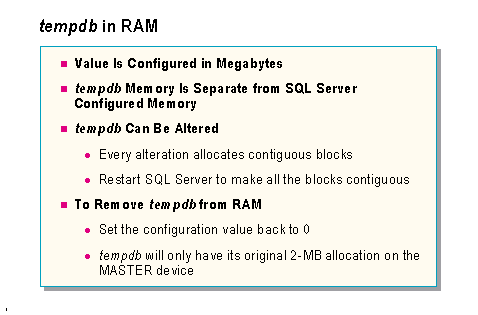 tempdb in RAM
Value Is Configured in Megabytes
tempdb Memory Is Separate from SQL Server
Configured Memory
tempdb Can Be Altered
Every alteration allocates contiguous blocks
Restart SQL Server to make all the blocks contiguous
To Remove tempdb from RAM
Set the configuration value back to 0
tempdb will only have its original 2-MB allocation on the
MASTER device